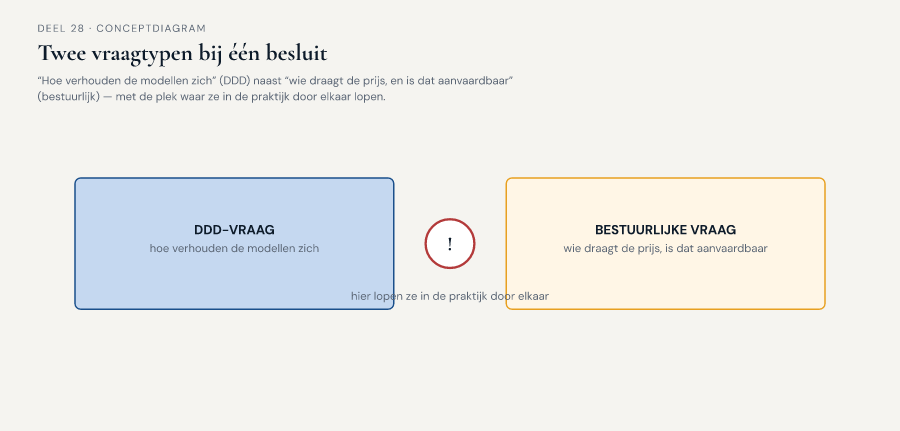 DEEL 28 · CONCEPTDIAGRAM
Twee vraagtypen bij één besluit
“Hoe verhouden de modellen zich” (DDD) naast “wie draagt de prijs, en is dat aanvaardbaar”
(bestuurlijk) — met de plek waar ze in de praktijk door elkaar lopen.
DDD-VRAAG
hoe verhouden de modellen zich
!
BESTUURLIJKE VRAAG
wie draagt de prijs, is dat aanvaardbaar
hier lopen ze in de praktijk door elkaar